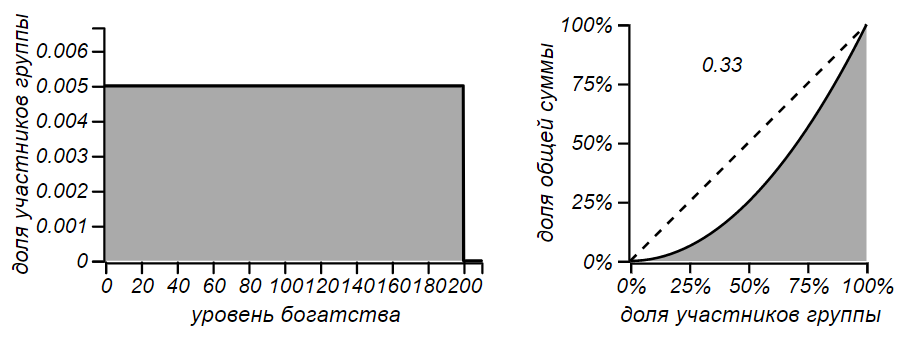 доля участников группы
0.006
0.005
0.004
0.003
0.002
0.001
0
0 20 40 60 80 100 120 140 160 180 200
уровень богатства
доля общей суммы
100%
75%
50%
25%
0%
0.33
0% 25% 50% 75% 100%
доля участников группы